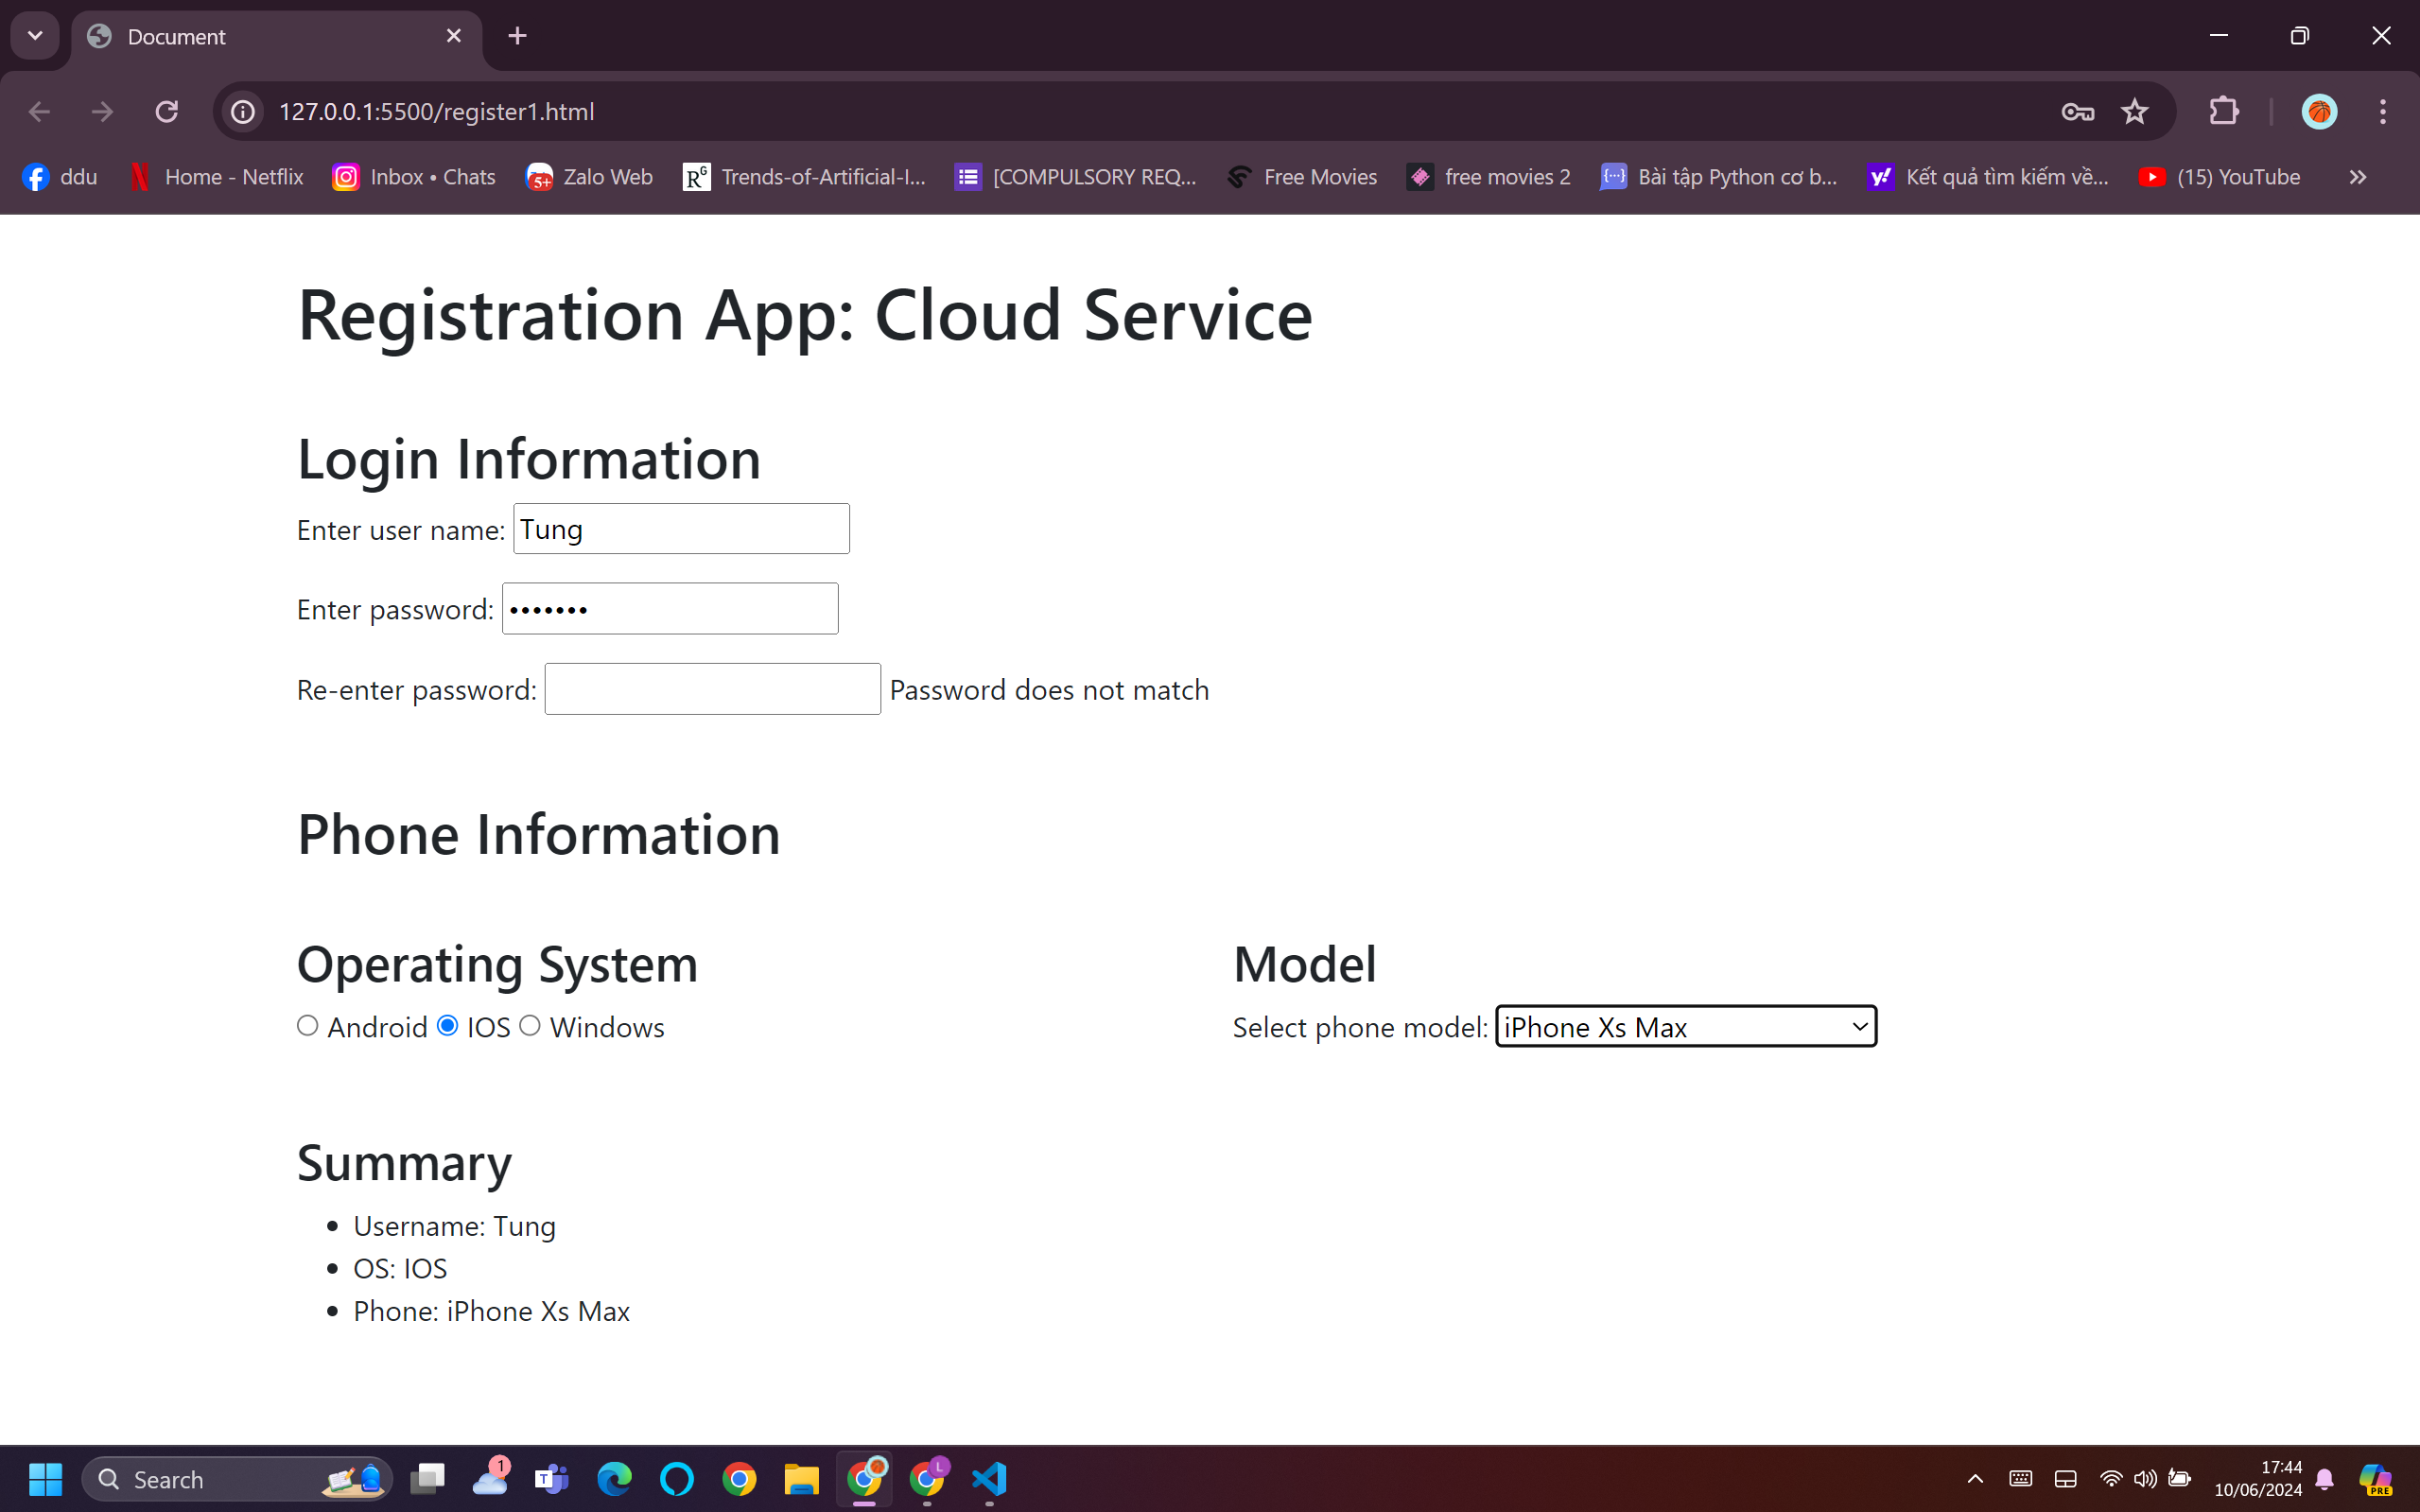 Document
127.0.0.1:5500/register1.html
ddu Home - Netflix Inbox • Chats 5+ Zalo Web RG Trends-of-Artificial-I... [COMPULSORY REQ... Free Movies free movies 2 {···} Bài tập Python cơ b... y! Kết quả tìm kiếm về... (15) YouTube »
Registration App: Cloud Service
Login Information
Enter user name: Tung
Enter password: •••••••
Re-enter password: Password does not match
Phone Information
Operating System
Android IOS Windows
Model
Select phone model: iPhone Xs Max
Summary
• Username: Tung
• OS: IOS
• Phone: iPhone Xs Max
Search 1 T L 17:44
10/06/2024 PRE